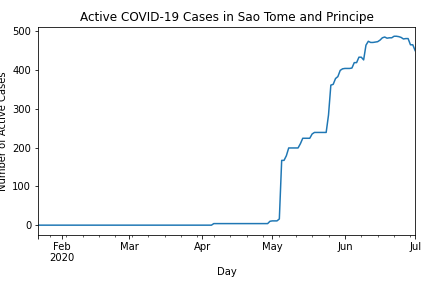 Active COVID-19 Cases in Sao Tome and Principe
Number of Active Cases
500
400
300
200
100
0
Feb
2020
Mar
Apr
May
Jun
Jul
Day